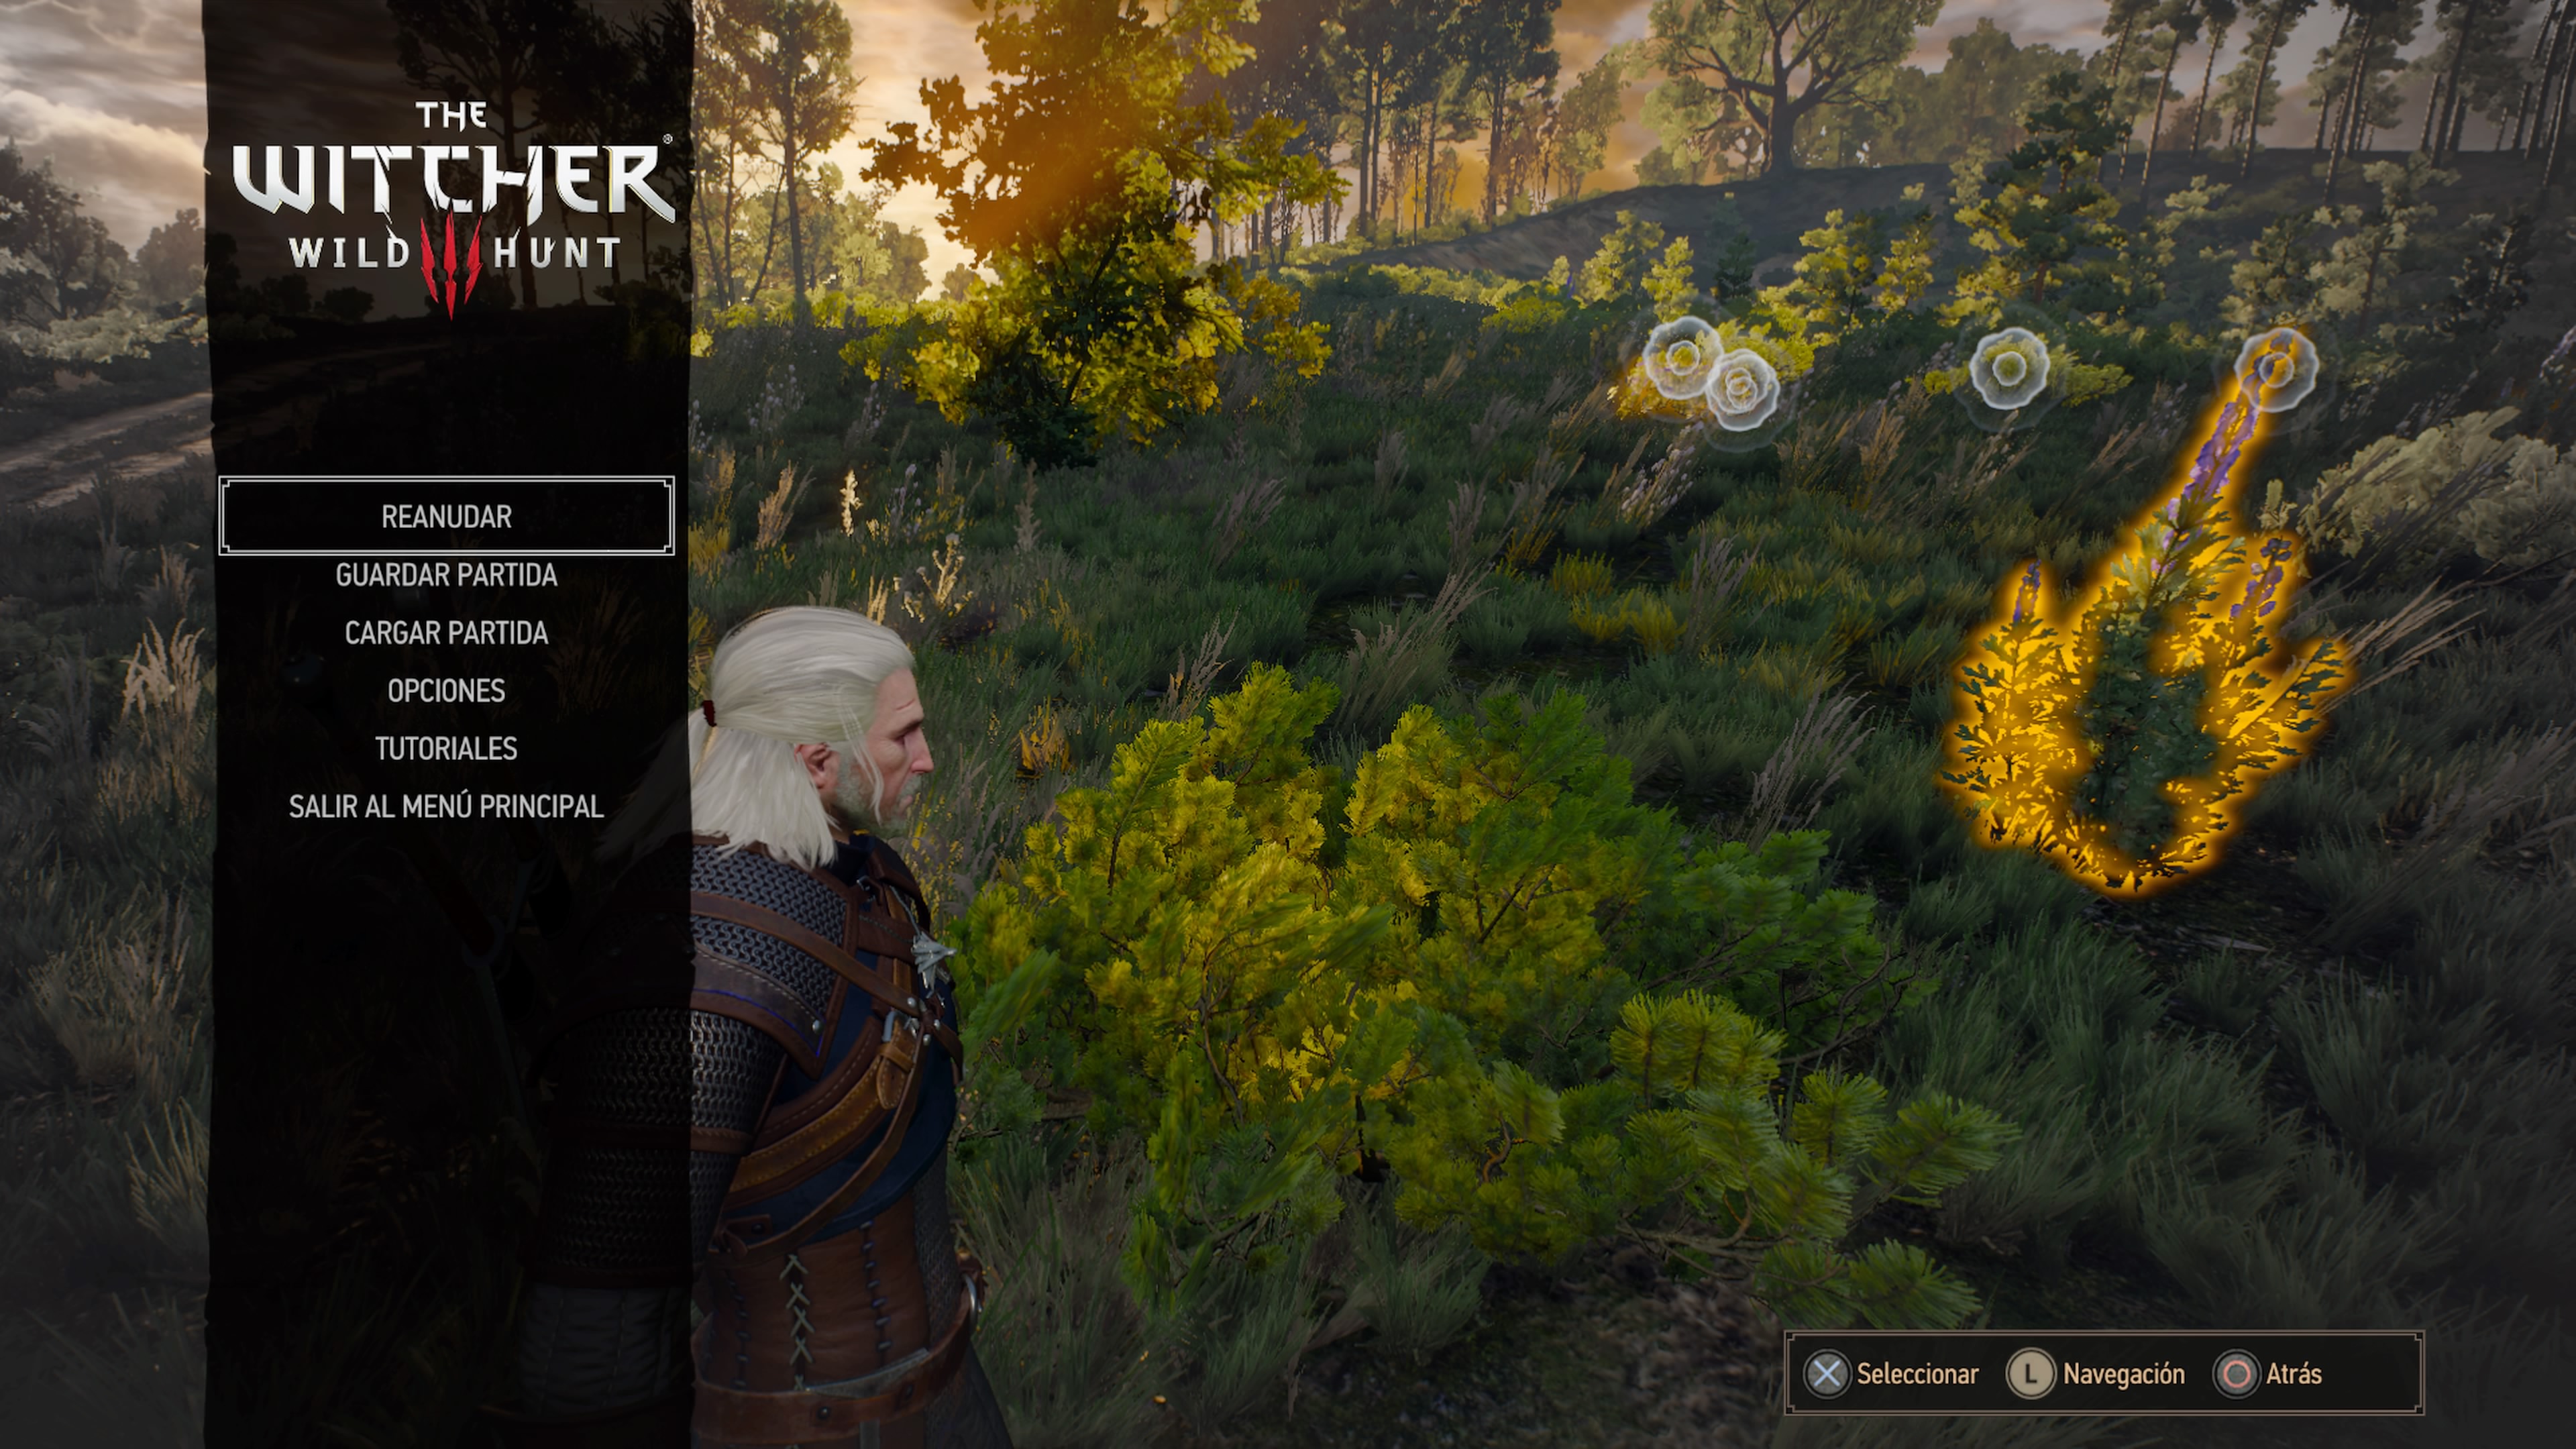 THE
WITCHER®
WILD HUNT
REANUDAR
GUARDAR PARTIDA
CARGAR PARTIDA
OPCIONES
TUTORIALES
SALIR AL MENÚ PRINCIPAL
Seleccionar L Navegación Atrás